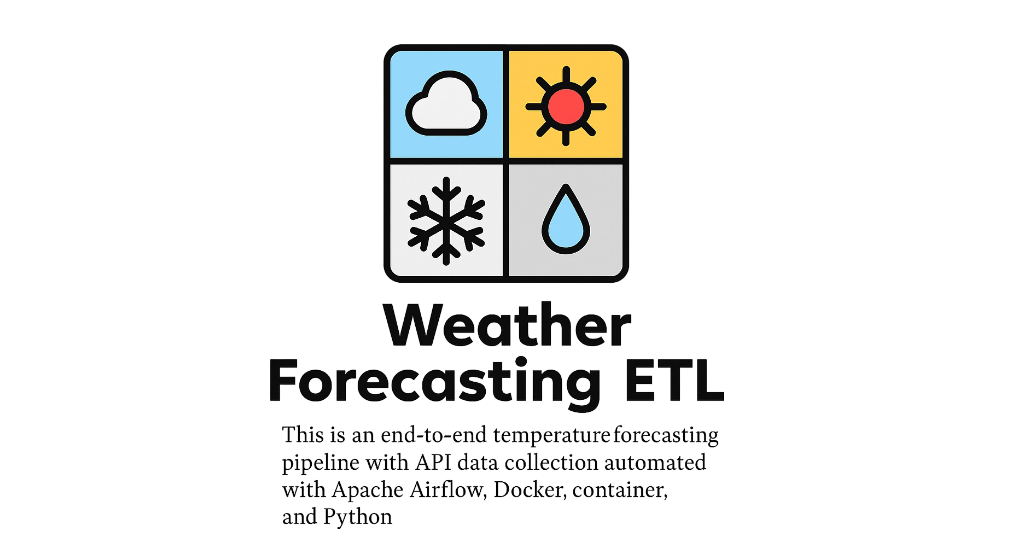 Weather
Forecasting ETL
This is an end-to-end temperature forecasting
pipeline with API data collection automated
with Apache Airflow, Docker, container,
and Python